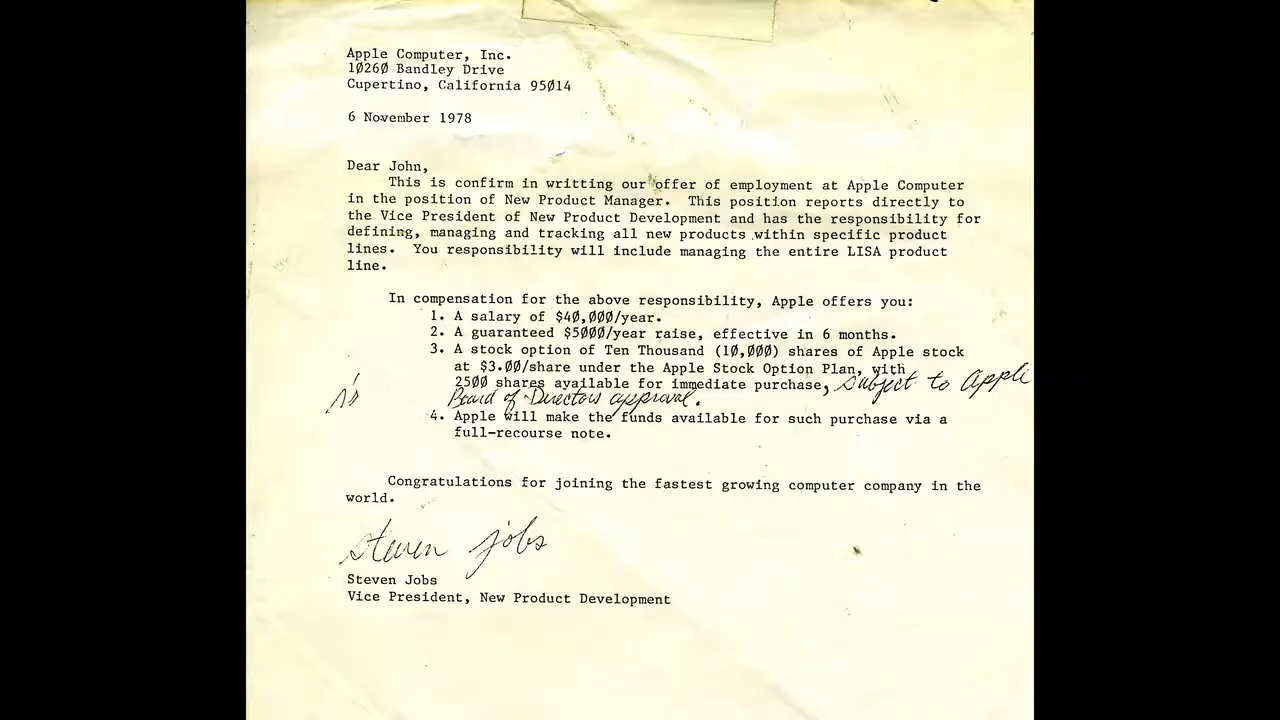 Apple Computer, Inc.
10260 Bandley Drive
Cupertino, California 95014
6 November 1978
Dear John,
This is confirm in writting our offer of employment at Apple Computer
in the position of New Product Manager. This position reports directly to
the Vice President of New Product Development and has the responsibility for
defining, managing and tracking all new products within specific product
lines. You responsibility will include managing the entire LISA product
line.
In compensation for the above responsibility, Apple offers you:
1. A salary of $40,000/year.
2. A guaranteed $5000/year raise, effective in 6 months.
3. A stock option of Ten Thousand (10,000) shares of Apple stock
at $3.00/share under the Apple Stock Option Plan, with
2500 shares available for immediate purchase, subject to Apple
Board of Directors approval.
4. Apple will make the funds available for such purchase via a
full-recourse note.
Congratulations for joining the fastest growing computer company in the
world.
steven jobs
Steven Jobs
Vice President, New Product Development